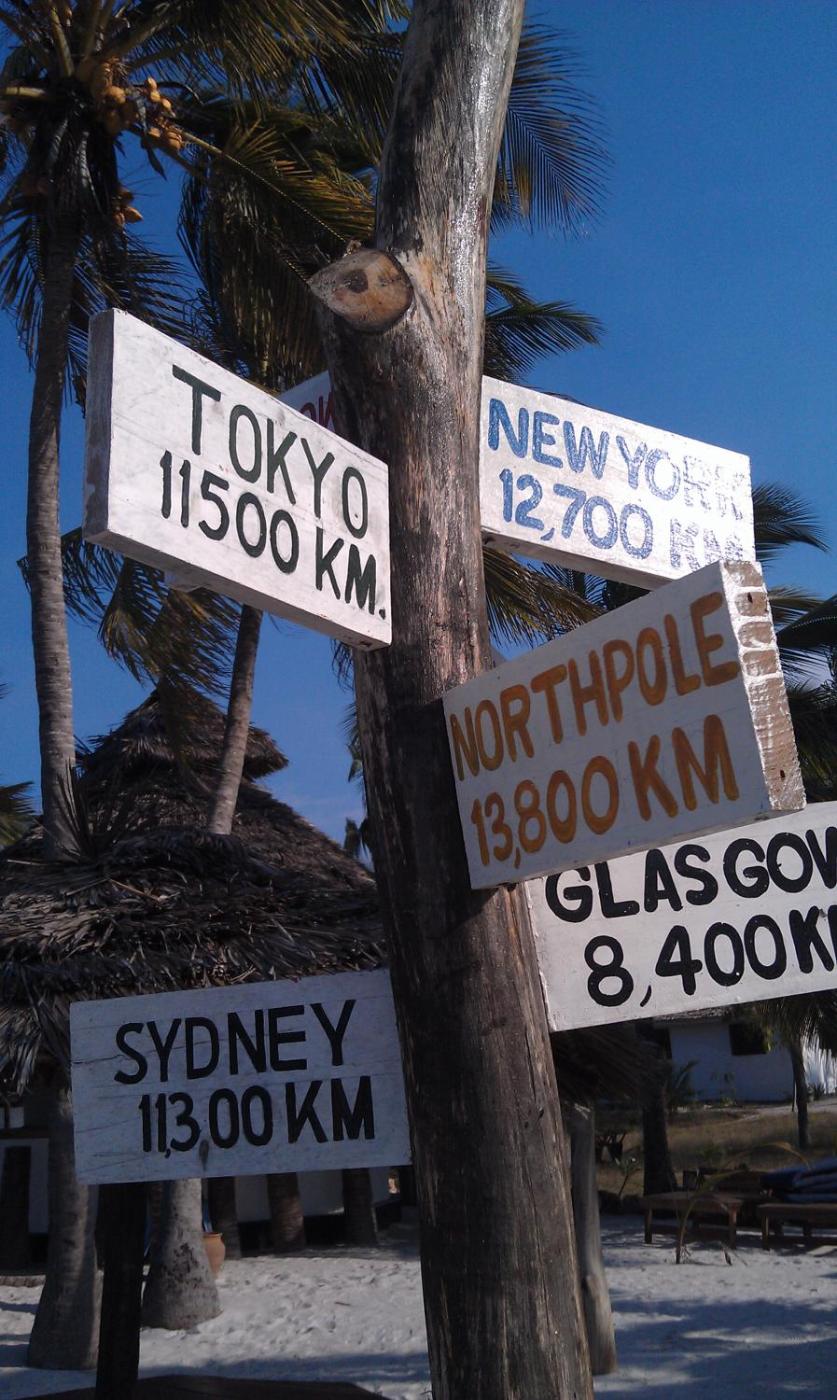 TOKYO
11500 KM.
NEW YORK
12,700 KM
NORTHPOLE
13,800 KM
GLASGOW
8,400 KM
SYDNEY
113,00 KM